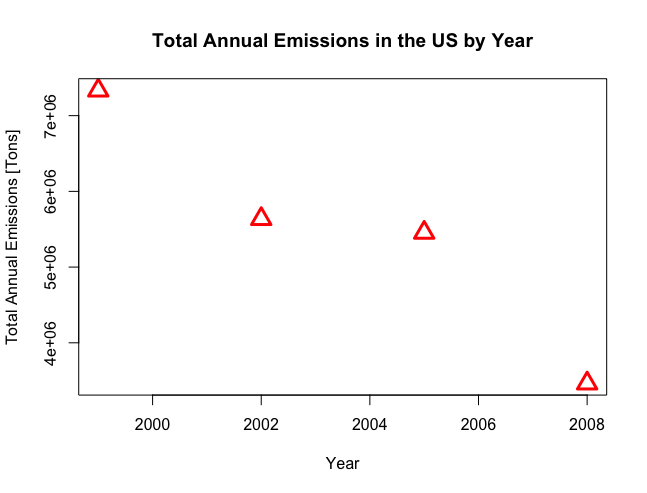 Total Annual Emissions in the US by Year
Total Annual Emissions [Tons]
7e+06
6e+06
5e+06
4e+06
2000 2002 2004 2006 2008
Year